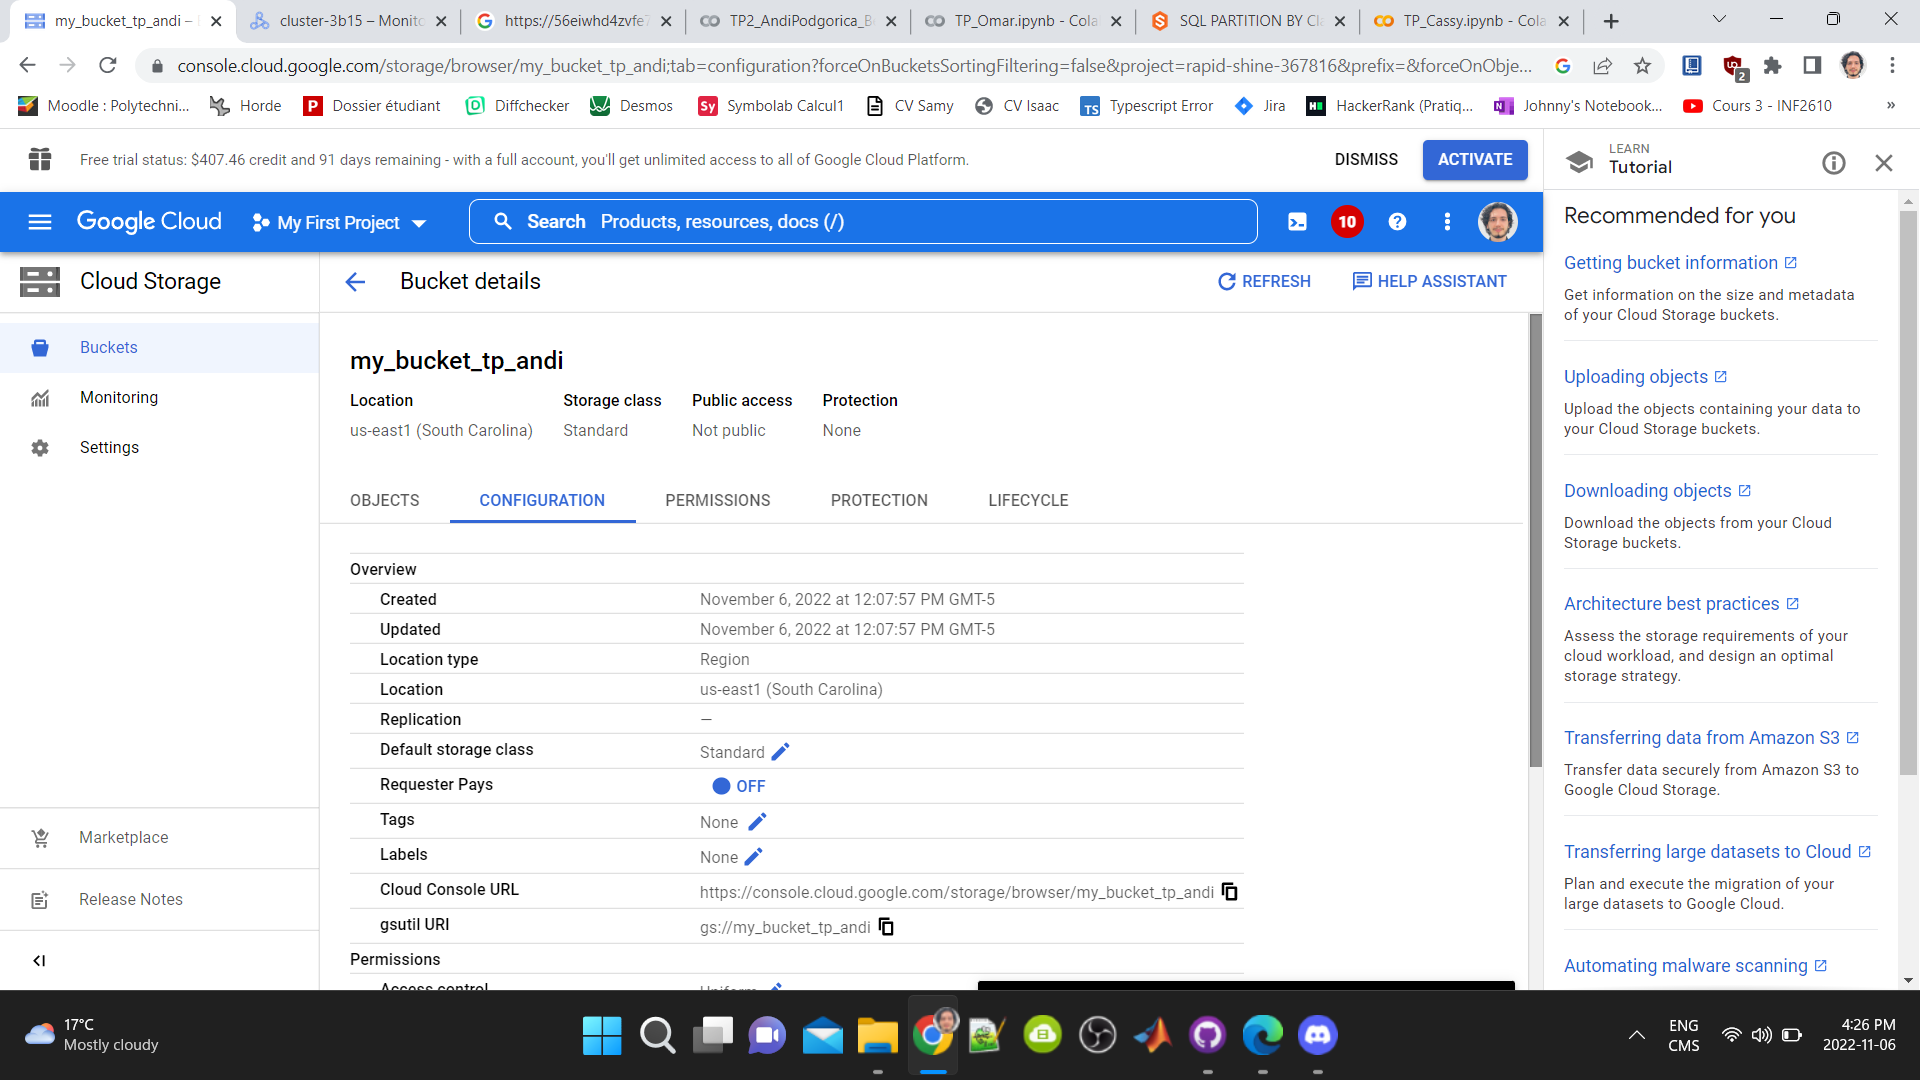 my_bucket_tp_andi –
cluster-3b15 – Monito
https://56eiwhd4zvfe7
TP2_AndiPodgorica_B
TP_Omar.ipynb - Cola
SQL PARTITION BY Cla
TP_Cassy.ipynb - Cola
console.cloud.google.com/storage/browser/my_bucket_tp_andi;tab=configuration?forceOnBucketsSortingFiltering=false&project=rapid-shine-367816&prefix=&forceOnObje...
2
Moodle : Polytechni...
Horde
Dossier étudiant
Diffchecker
Desmos
Symbolab Calcul1
CV Samy
CV Isaac
Typescript Error
Jira
HackerRank (Pratiq...
Johnny's Notebook...
Cours 3 - INF2610
»
Free trial status: $407.46 credit and 91 days remaining - with a full account, you'll get unlimited access to all of Google Cloud Platform.
DISMISS
ACTIVATE
LEARN
Tutorial
Google Cloud
My First Project
Search Products, resources, docs (/)
10
Cloud Storage
Bucket details
REFRESH
HELP ASSISTANT
Buckets
Monitoring
Settings
Marketplace
Release Notes
my_bucket_tp_andi
Location Storage class Public access Protection
us-east1 (South Carolina) Standard Not public None
OBJECTS CONFIGURATION PERMISSIONS PROTECTION LIFECYCLE
Overview
Created November 6, 2022 at 12:07:57 PM GMT-5
Updated November 6, 2022 at 12:07:57 PM GMT-5
Location type Region
Location us-east1 (South Carolina)
Replication —
Default storage class Standard
Requester Pays OFF
Tags None
Labels None
Cloud Console URL https://console.cloud.google.com/storage/browser/my_bucket_tp_andi
gsutil URI gs://my_bucket_tp_andi
Permissions
Access control Uniform
Recommended for you
Getting bucket information
Get information on the size and metadata
of your Cloud Storage buckets.
Uploading objects
Upload the objects containing your data to
your Cloud Storage buckets.
Downloading objects
Download the objects from your Cloud
Storage buckets.
Architecture best practices
Assess the storage requirements of your
cloud workload, and design an optimal
storage strategy.
Transferring data from Amazon S3
Transfer data securely from Amazon S3 to
Google Cloud Storage.
Transferring large datasets to Cloud
Plan and execute the migration of your
large datasets to Google Cloud.
Automating malware scanning
17°C
Mostly cloudy
ENG
CMS
4:26 PM
2022-11-06